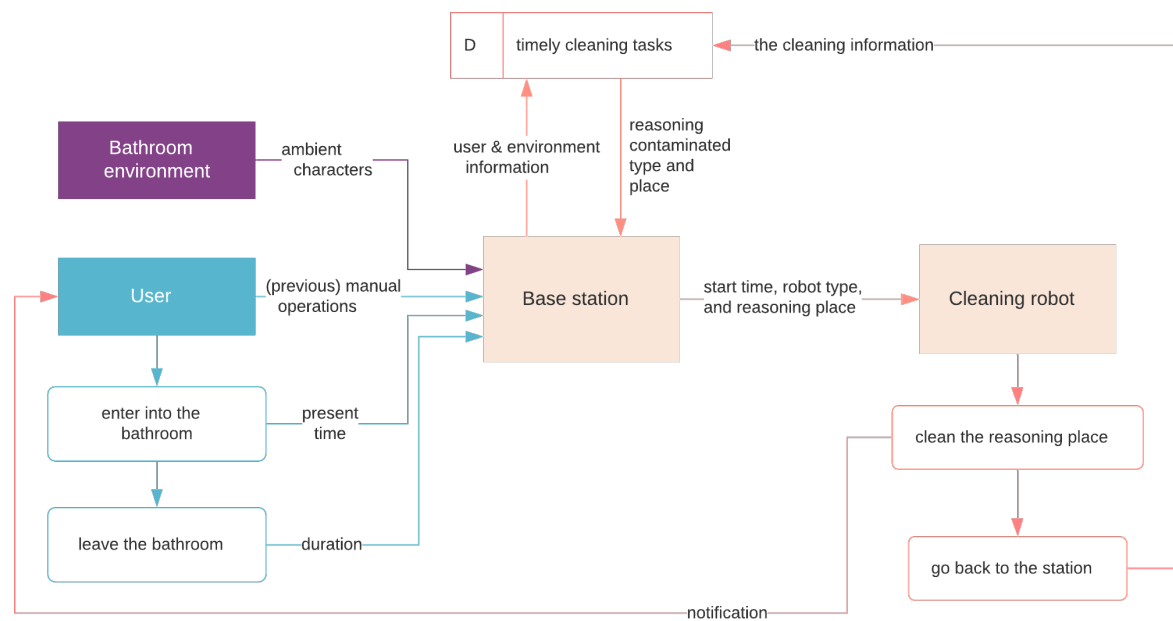 D
timely cleaning tasks
the cleaning information
user & environment
information
reasoning
contaminated
type and
place
Bathroom
environment
ambient
characters
User
(previous) manual
operations
Base station
start time, robot type,
and reasoning place
Cleaning robot
enter into the
bathroom
present
time
clean the reasoning place
leave the bathroom
duration
go back to the station
notification